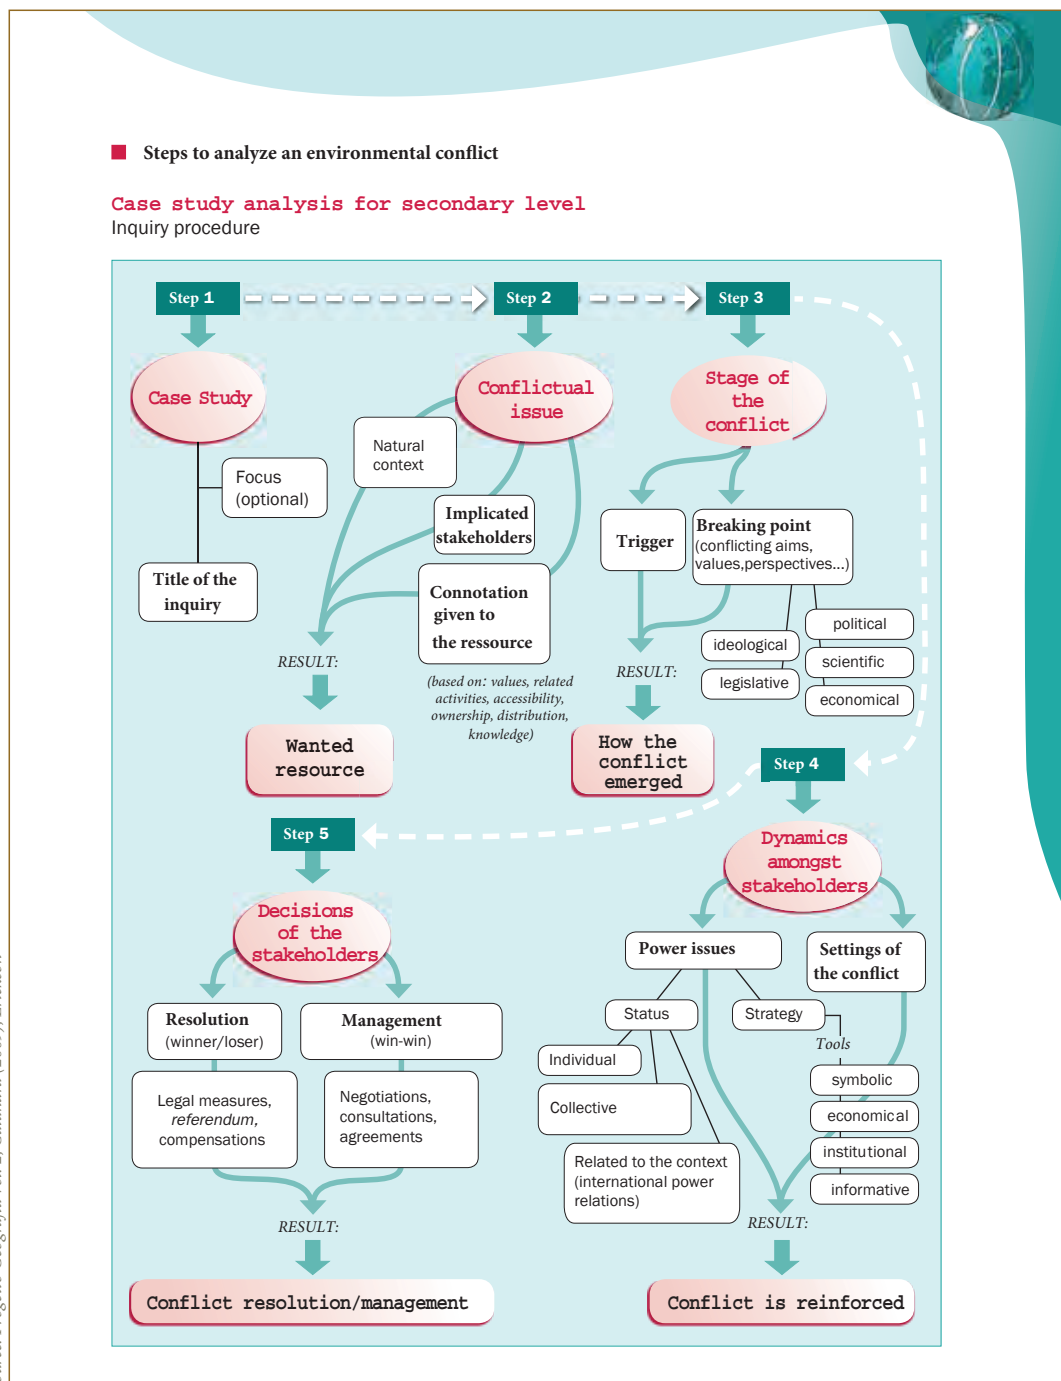 Steps to analyze an environmental conflict
Case study analysis for secondary level
Inquiry procedure
Step 1
Step 2
Step 3
Case Study
Conflictual
issue
Stage of
the
conflict
Focus
(optional)
Title of the
inquiry
Natural
context
Implicated
stakeholders
Connotation
given to
the ressource
(based on: values, related
activities, accessibility,
ownership, distribution,
knowledge)
RESULT:
Wanted
resource
Trigger
Breaking point
(conflicting aims,
values,perspectives...)
ideological
legislative
political
scientific
economical
RESULT:
How the
conflict
emerged
Step 4
Dynamics
amongst
stakeholders
Power issues
Settings of
the conflict
Status
Strategy
Tools
Individual
Collective
Related to the context
(international power
relations)
symbolic
economical
institutional
informative
RESULT:
Conflict is reinforced
Step 5
Decisions
of the
stakeholders
Resolution
(winner/loser)
Management
(win-win)
Legal measures,
referendum,
compensations
Negotiations,
consultations,
agreements
RESULT:
Conflict resolution/management